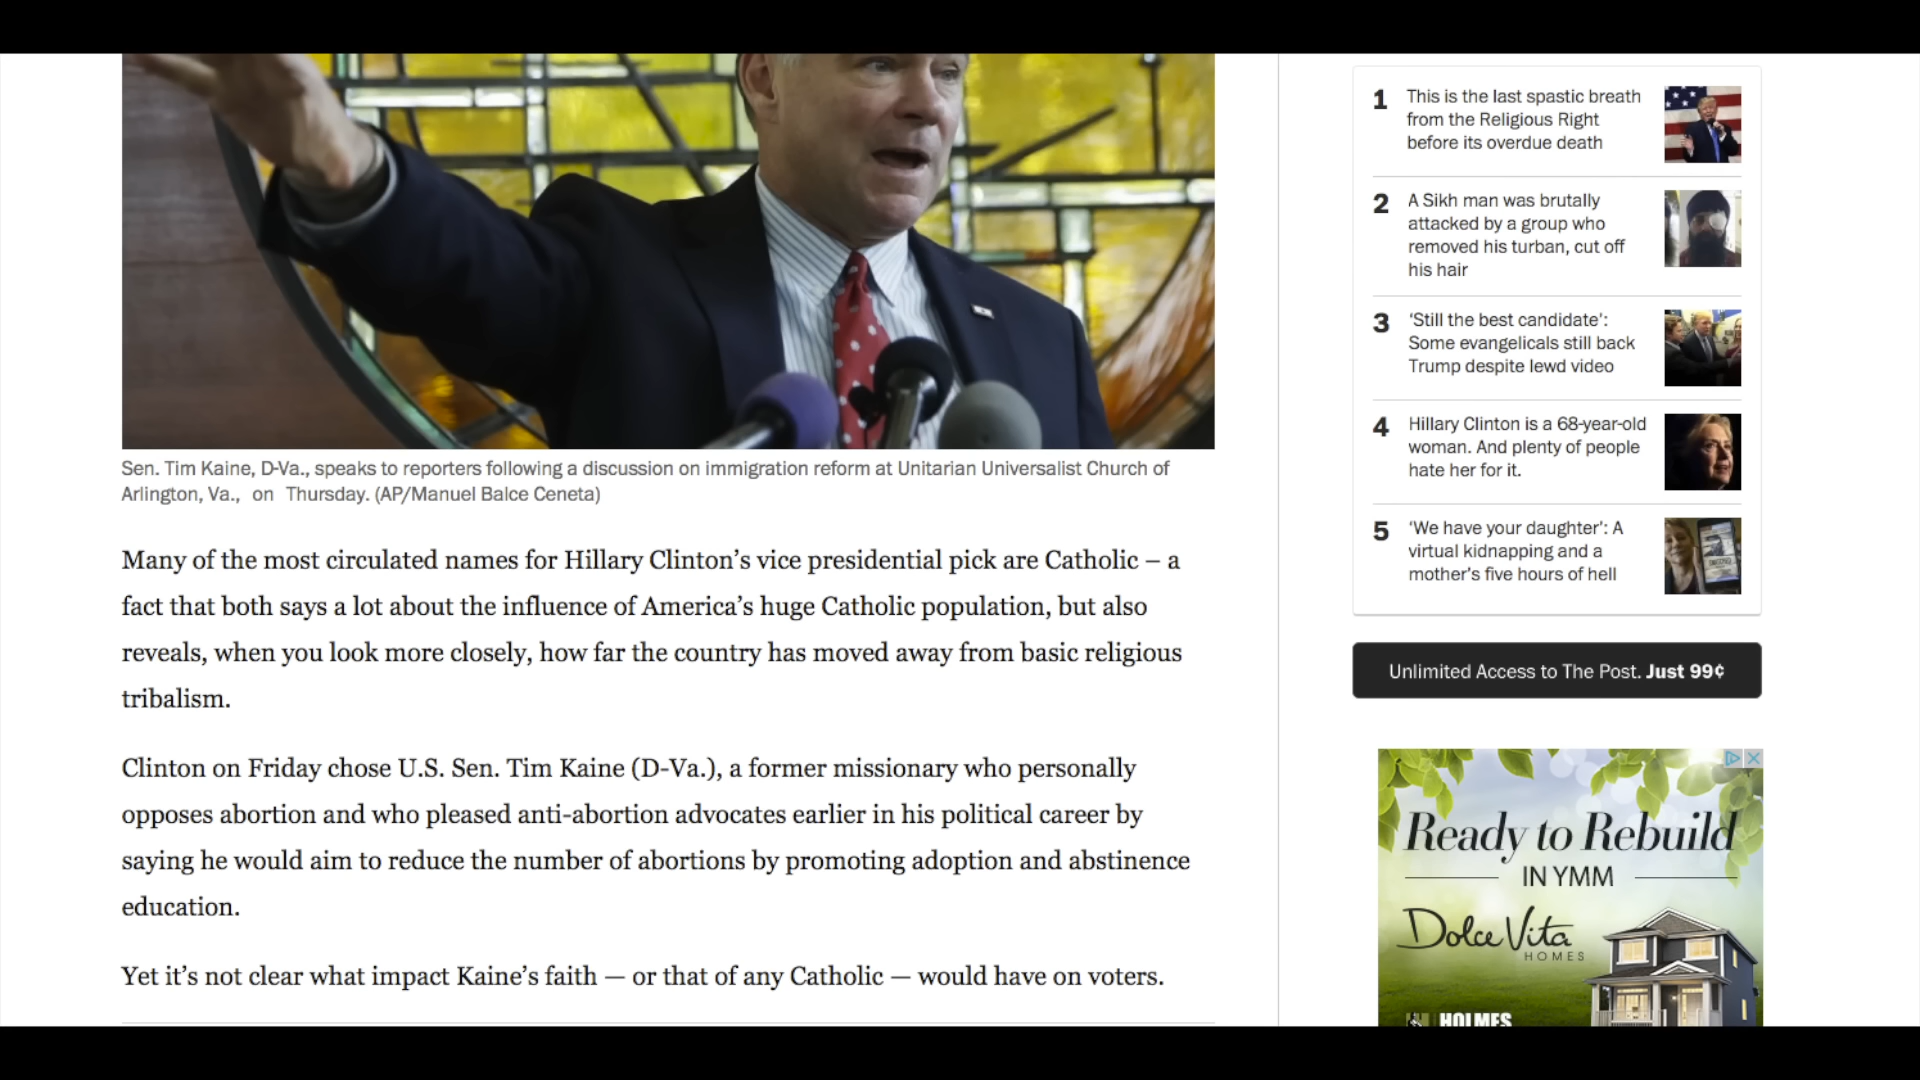 Sen. Tim Kaine, D-Va., speaks to reporters following a discussion on immigration reform at Unitarian Universalist Church of
Arlington, Va., on Thursday. (AP/Manuel Balce Ceneta)
Many of the most circulated names for Hillary Clinton’s vice presidential pick are Catholic – a
fact that both says a lot about the influence of America’s huge Catholic population, but also
reveals, when you look more closely, how far the country has moved away from basic religious
tribalism.
Clinton on Friday chose U.S. Sen. Tim Kaine (D-Va.), a former missionary who personally
opposes abortion and who pleased anti-abortion advocates earlier in his political career by
saying he would aim to reduce the number of abortions by promoting adoption and abstinence
education.
Yet it’s not clear what impact Kaine’s faith — or that of any Catholic — would have on voters.
1 This is the last spastic breath
from the Religious Right
before its overdue death
2 A Sikh man was brutally
attacked by a group who
removed his turban, cut off
his hair
3 ‘Still the best candidate’:
Some evangelicals still back
Trump despite lewd video
4 Hillary Clinton is a 68-year-old
woman. And plenty of people
hate her for it.
5 ‘We have your daughter’: A
virtual kidnapping and a
mother’s five hours of hell
Unlimited Access to The Post. Just 99¢
Ready to Rebuild
IN YMM
Dolce Vita
HOMES
HOLMES